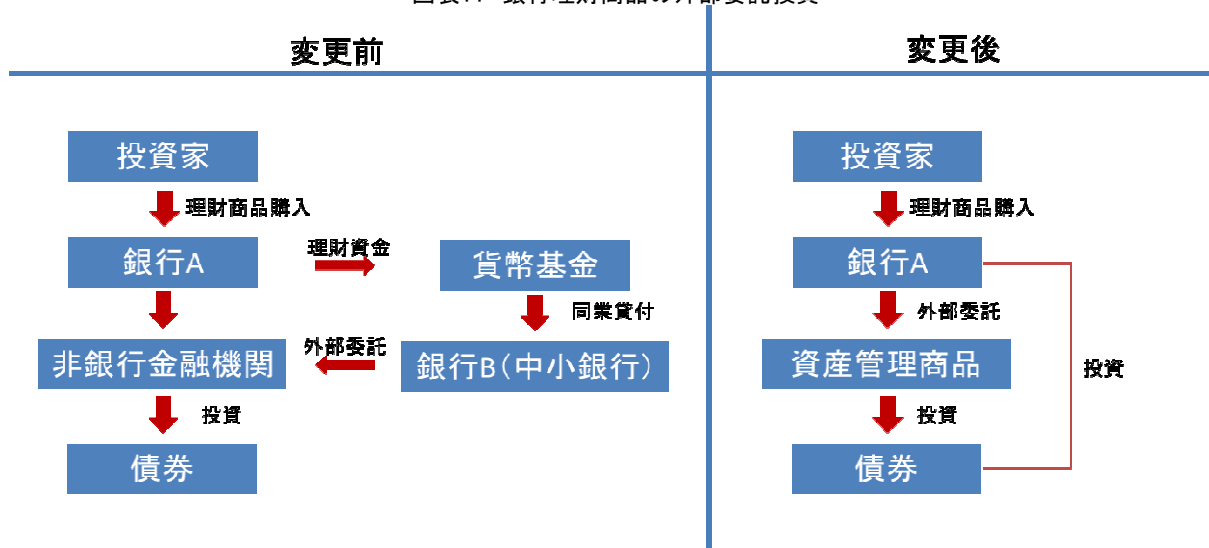 変更前
変更後
投資家
理財商品購入
銀行A
理財資金
貨幣基金
同業貸付
非銀行金融機関
外部委託
銀行B(中小銀行)
投資
債券
投資家
理財商品購入
銀行A
外部委託
資産管理商品
投資
投資
債券